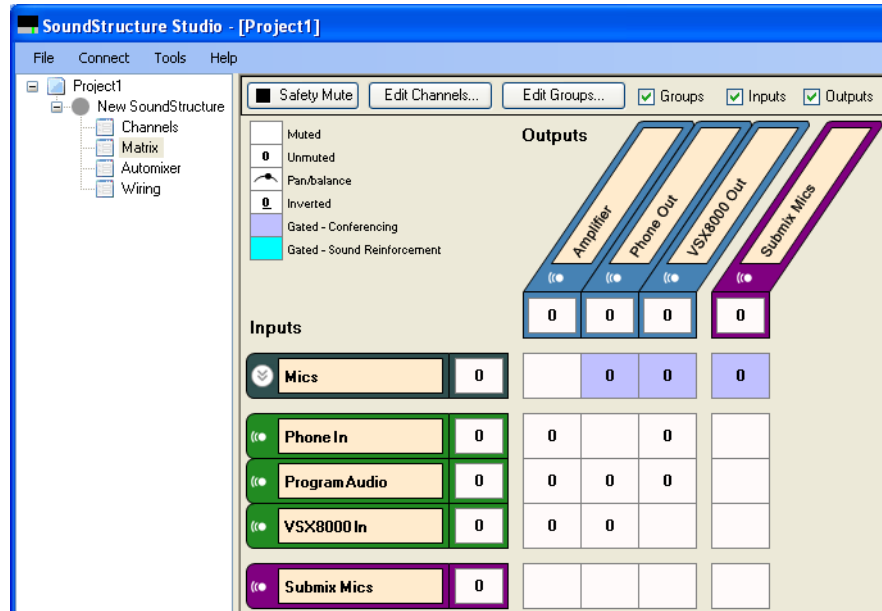 SoundStructure Studio - [Project1]
File Connect Tools Help
Project1
New SoundStructure
Channels
Matrix
Automixer
Wiring
Safety Mute Edit Channels... Edit Groups... Groups Inputs Outputs
Muted
0 Unmuted
Pan/balance
0 Inverted
Gated - Conferencing
Gated - Sound Reinforcement
Outputs
Amplifier
Phone Out
VSX8000 Out
Submix Mics
0 0 0 0
Inputs
Mics 0 0 0 0
Phone In 0 0 0
Program Audio 0 0 0 0
VSX8000 In 0 0 0
Submix Mics 0